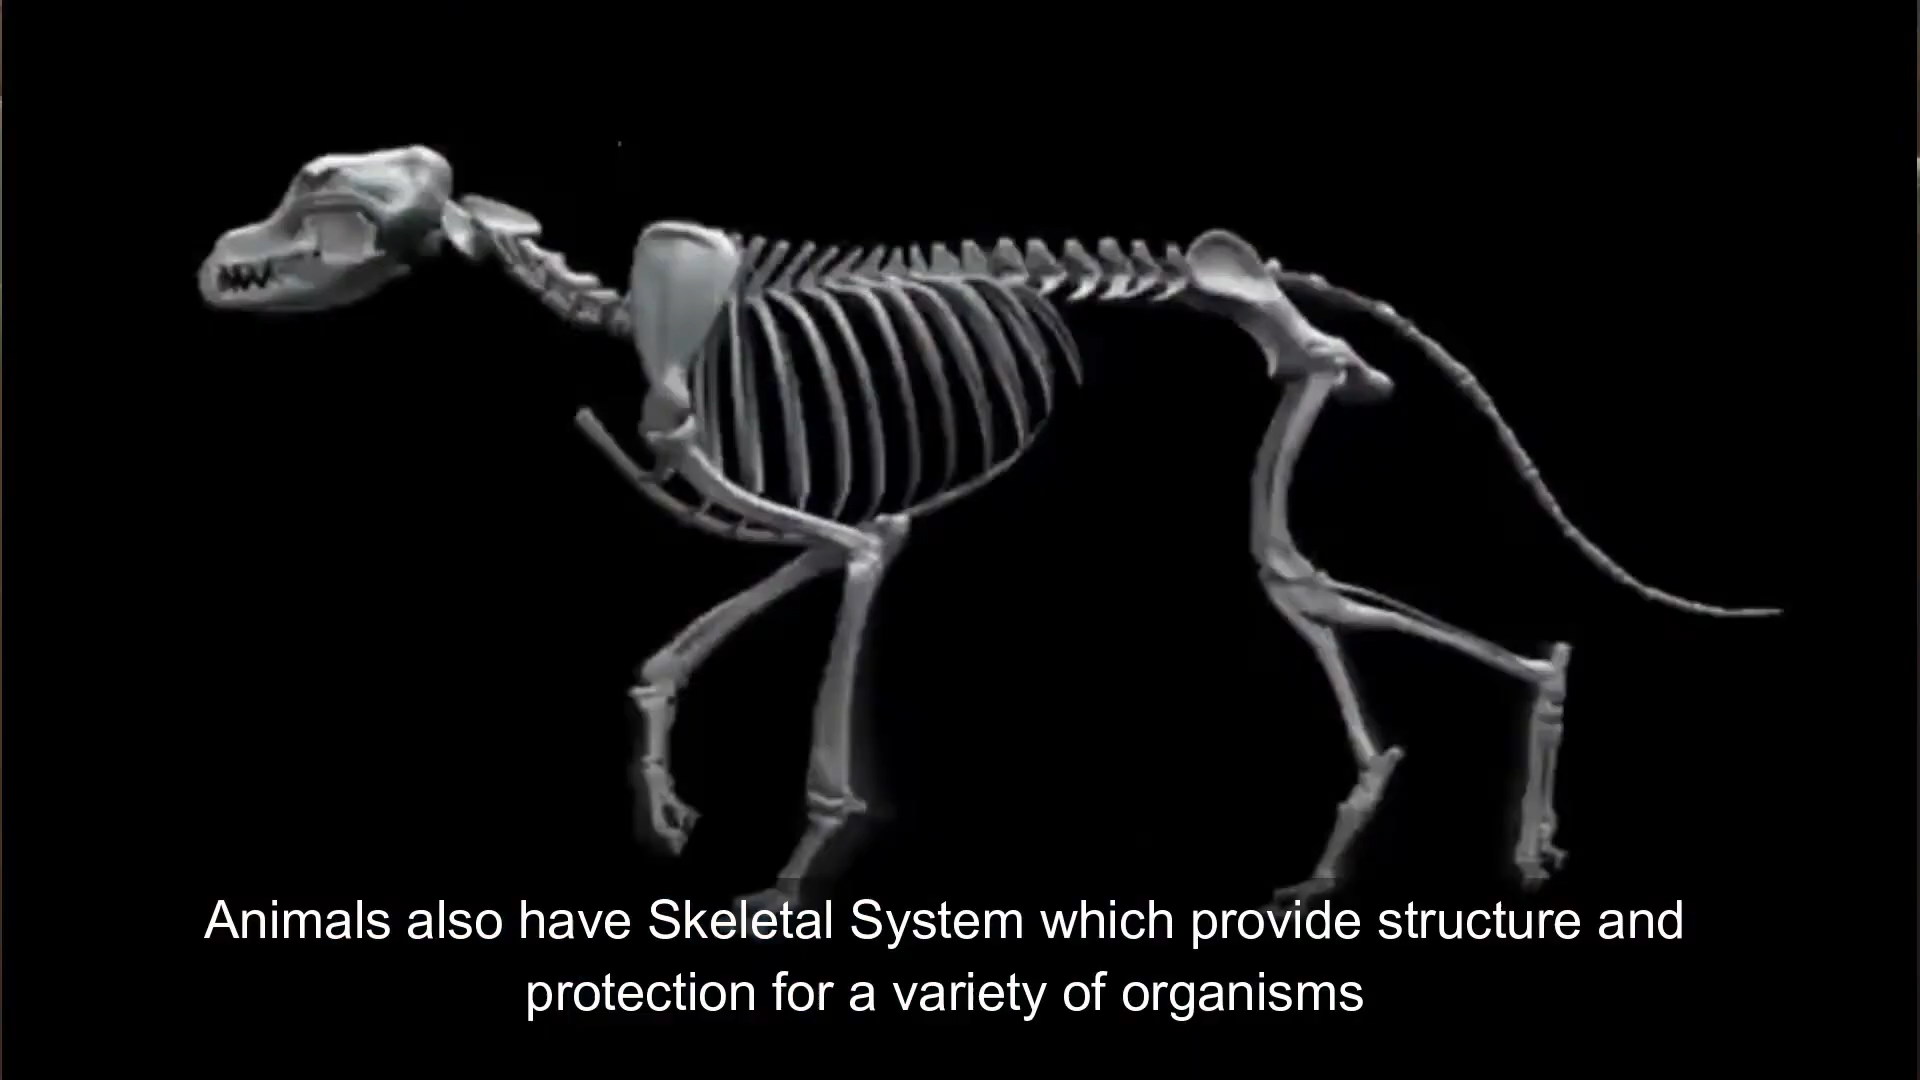 Animals also have Skeletal System which provide structure and
protection for a variety of organisms